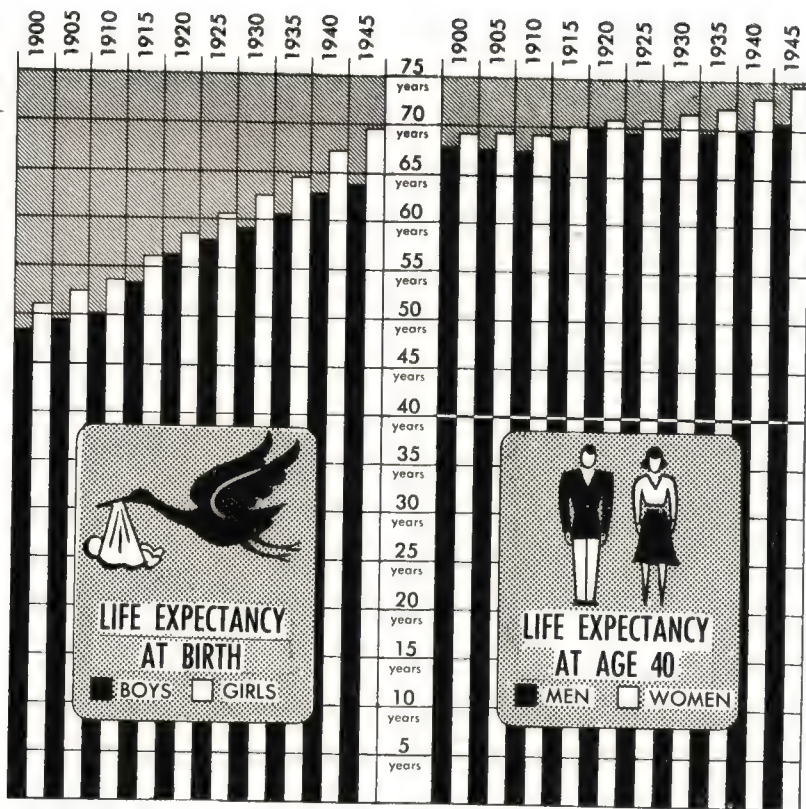 1900 1905 1910 1915 1920 1925 1930 1935 1940 1945
1900 1905 1910 1915 1920 1925 1930 1935 1940 1945
75
years
70
years
65
years
60
years
55
years
50
years
45
years
40
years
35
years
30
years
25
years
20
years
15
years
10
years
5
years
LIFE EXPECTANCY
AT BIRTH
BOYS GIRLS
LIFE EXPECTANCY
AT AGE 40
MEN WOMEN